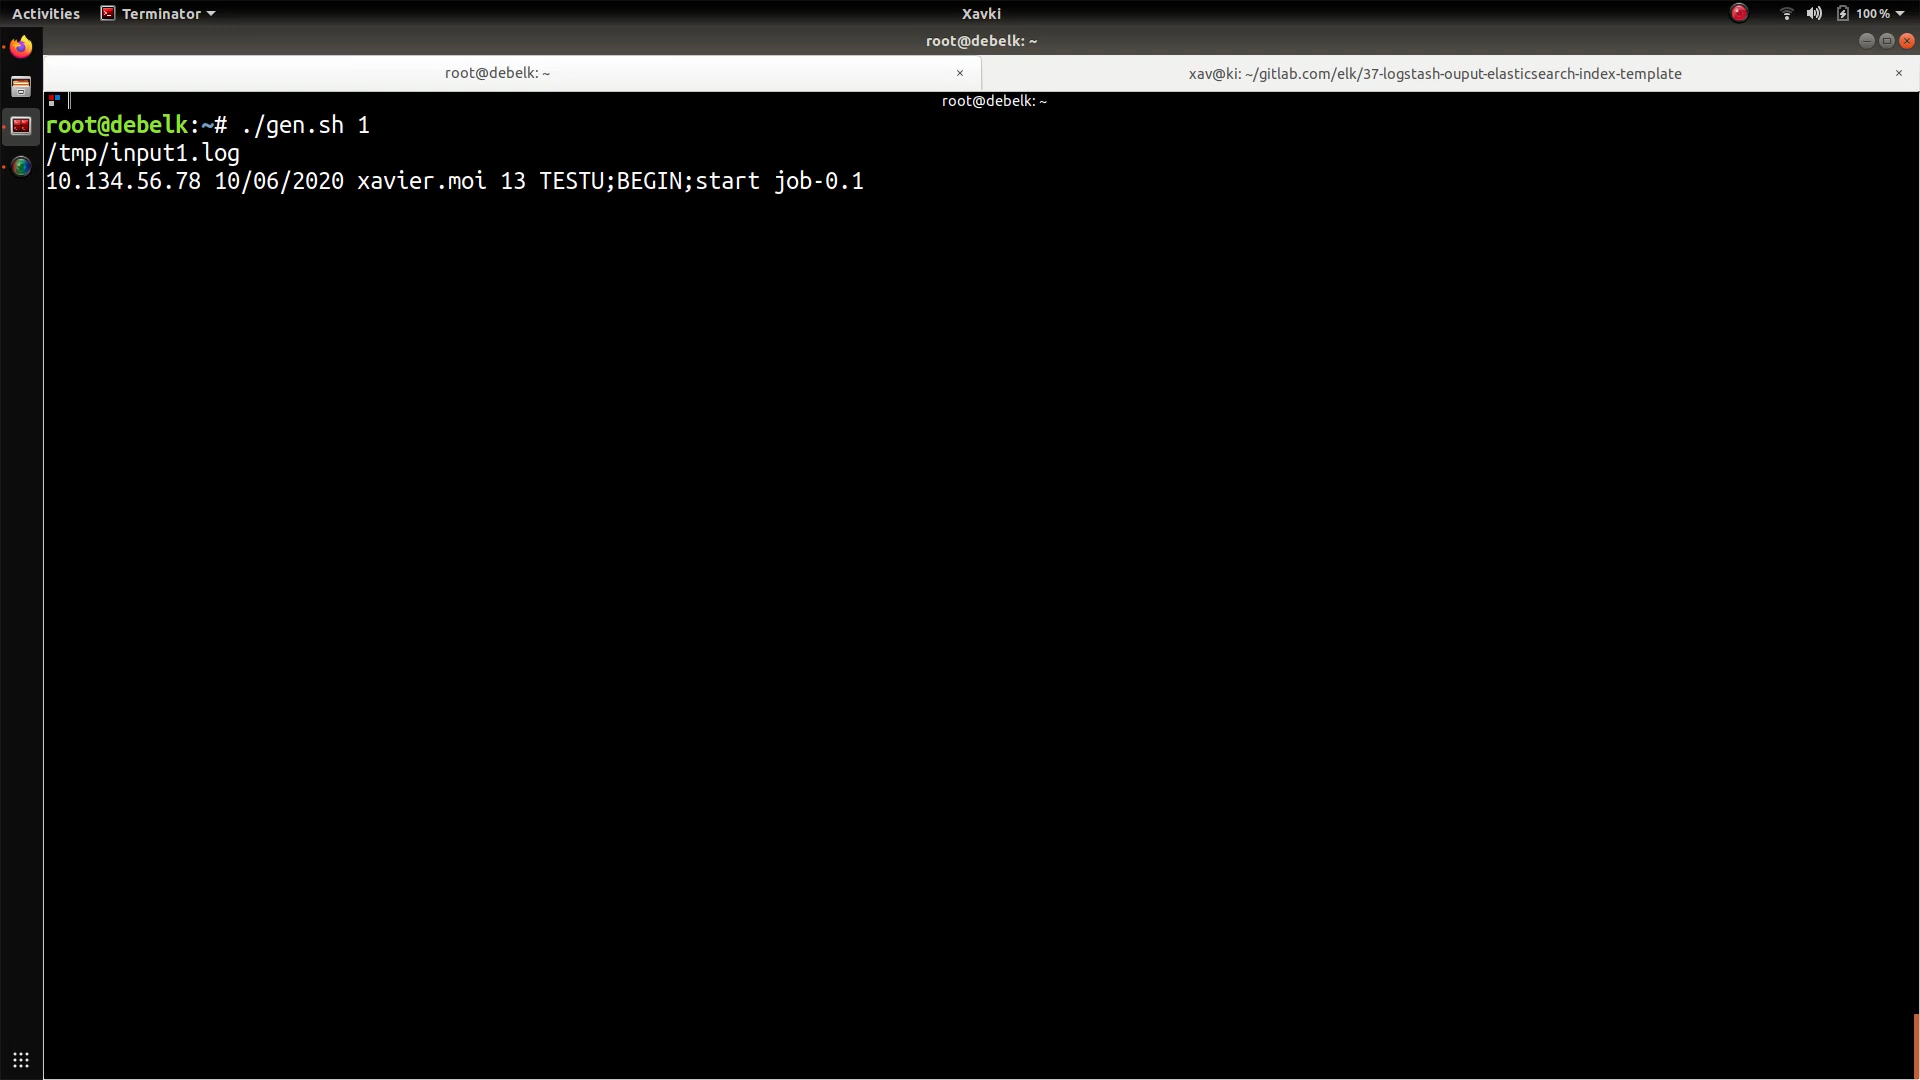 Activities Terminator Xavki 100 %
root@debelk: ~
root@debelk: ~ × xav@ki: ~/gitlab.com/elk/37-logstash-ouput-elasticsearch-index-template ×
root@debelk: ~
root@debelk:~# ./gen.sh 1
/tmp/input1.log
10.134.56.78 10/06/2020 xavier.moi 13 TESTU;BEGIN;start job-0.1